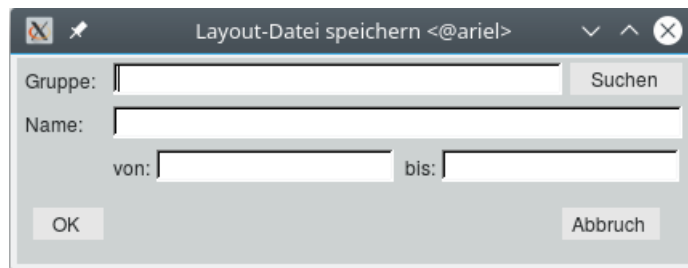 Layout-Datei speichern <@ariel>
Gruppe: Suchen
Name:
von: bis:
OK Abbruch